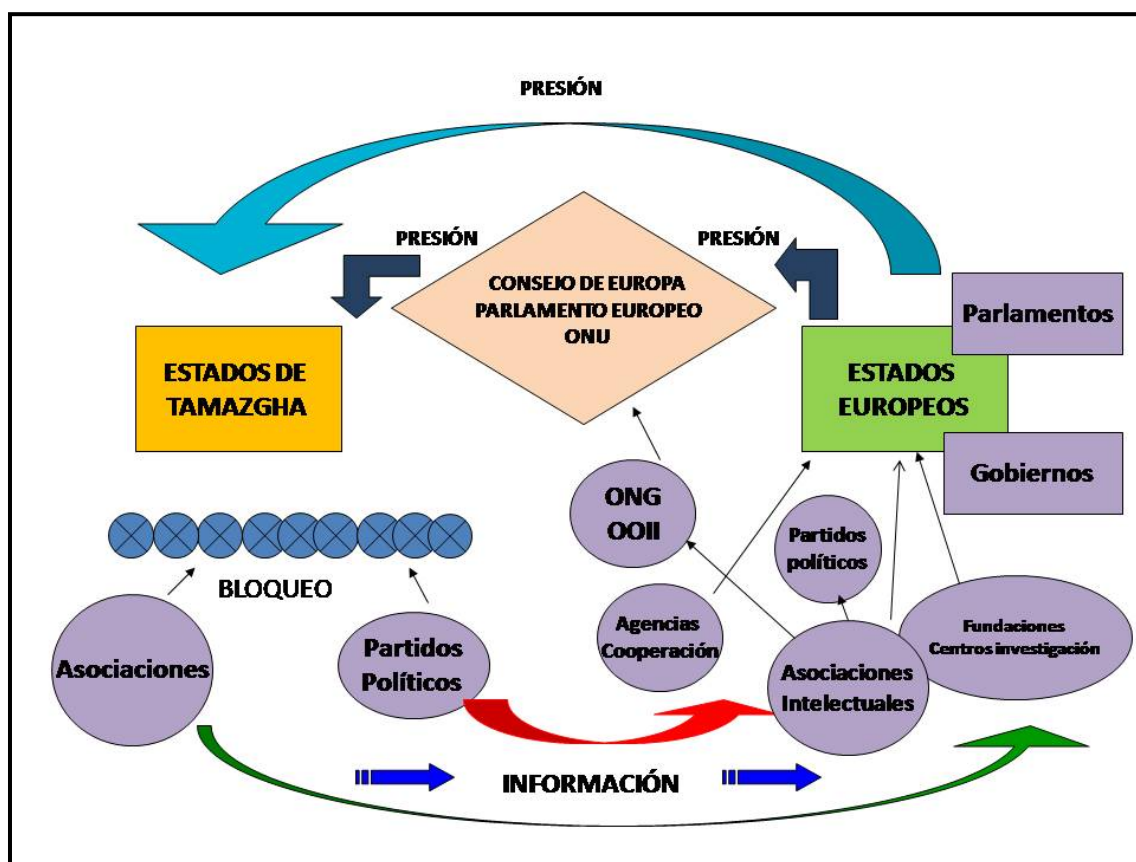 PRESIÓN
PRESIÓN
PRESIÓN
CONSEJO DE EUROPA
PARLAMENTO EUROPEO
ONU
Parlamentos
ESTADOS DE
TAMAZGHA
ESTADOS
EUROPEOS
Gobiernos
ONG
OOII
Partidos
políticos
BLOQUEO
Asociaciones
Partidos
Políticos
Agencias
Cooperación
Asociaciones
Intelectuales
Fundaciones
Centros investigación
INFORMACIÓN